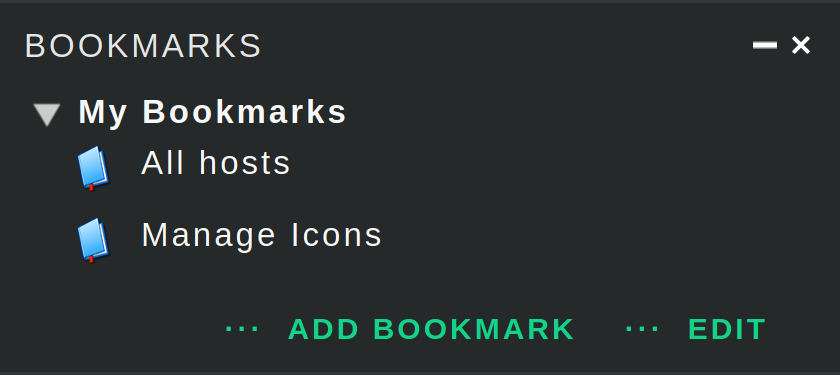 BOOKMARKS
My Bookmarks
All hosts
Manage Icons
... ADD BOOKMARK ... EDIT